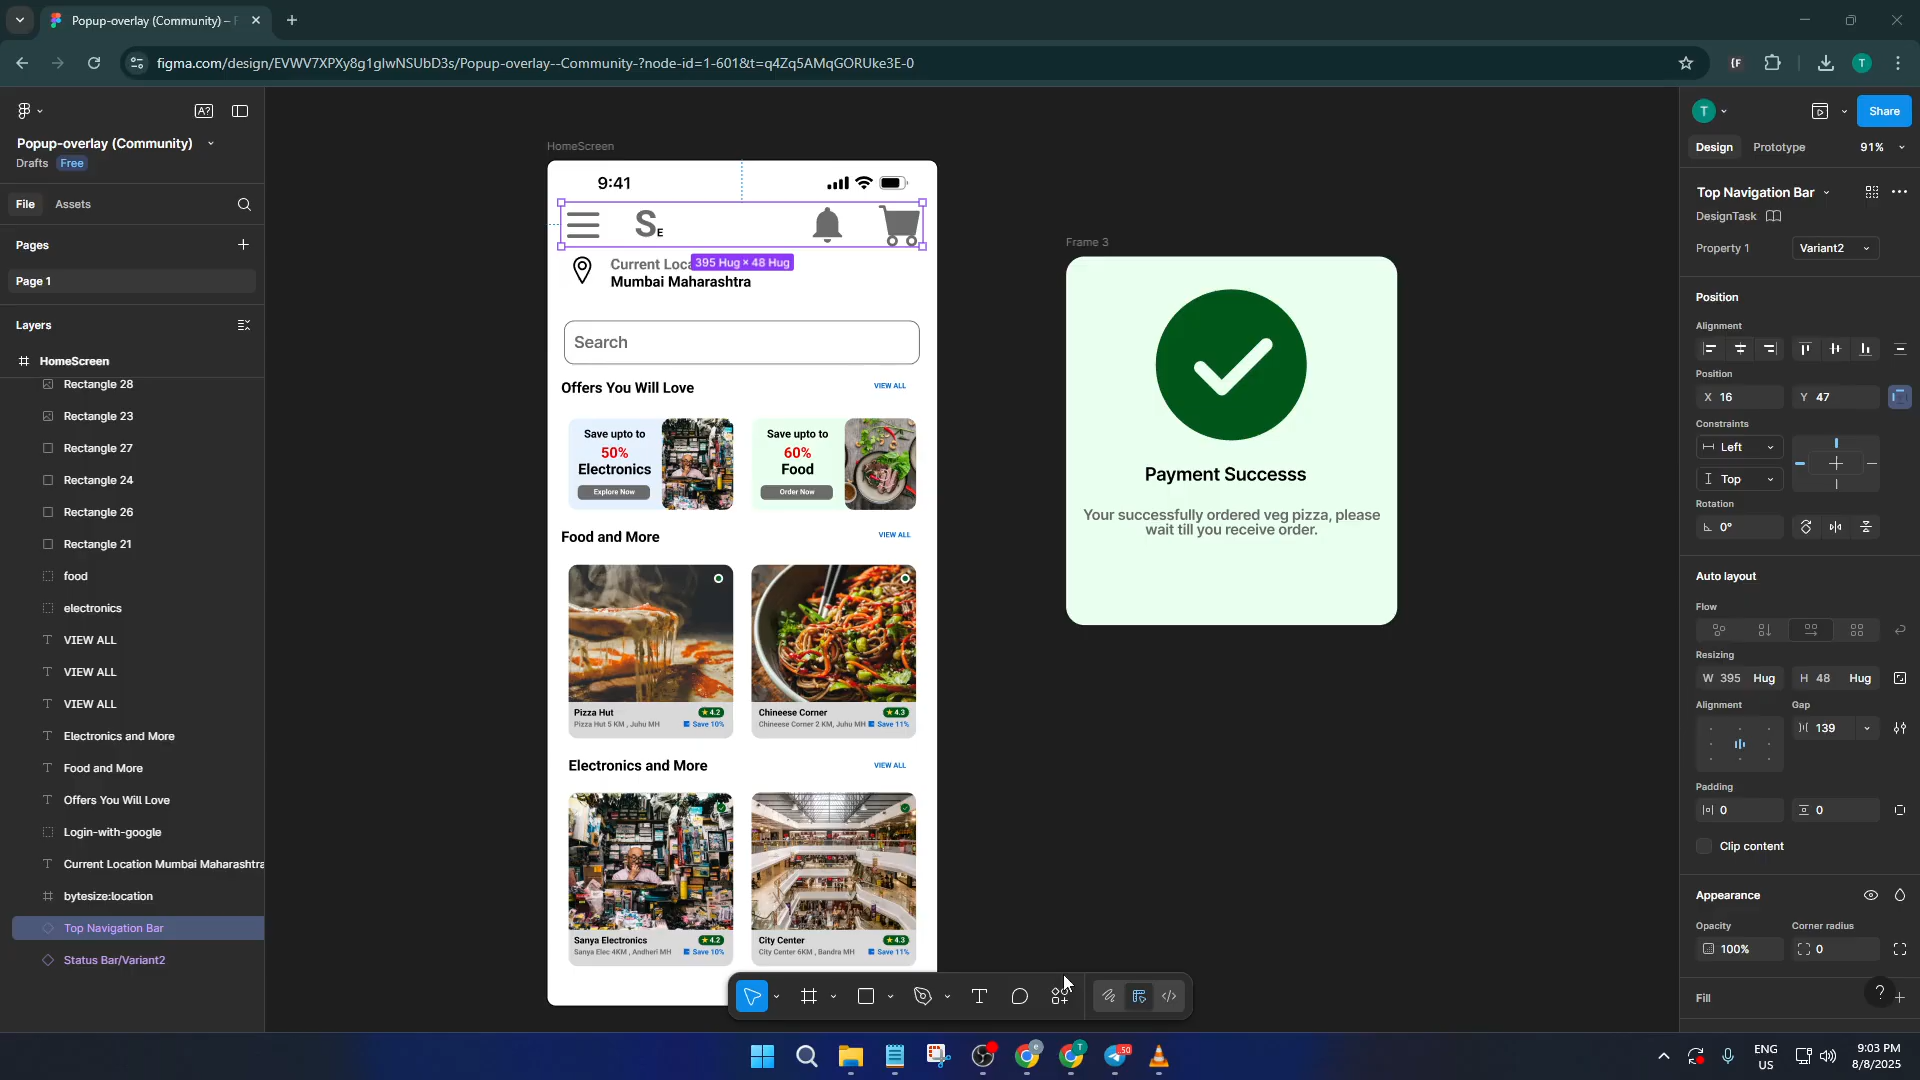 Popup-overlay (Community) –
figma.com/design/EVWV7XPXy8g1glwNSUbD3s/Popup-overlay--Community-?node-id=1-601&t=q4Zq5AMqGORUke3E-0
T
Popup-overlay (Community)
Drafts Free
File Assets
Pages
Page 1
Layers
HomeScreen
Rectangle 28
Rectangle 23
Rectangle 27
Rectangle 24
Rectangle 26
Rectangle 21
food
electronics
VIEW ALL
VIEW ALL
VIEW ALL
Electronics and More
Food and More
Offers You Will Love
Login-with-google
Current Location Mumbai Maharashtra
bytesize:location
Top Navigation Bar
Status Bar/Variant2
HomeScreen
9:41
SE
Current Loca
395 Hug × 48 Hug
Mumbai Maharashtra
Search
Offers You Will Love VIEW ALL
Save upto to
50%
Electronics
Explore Now
Save upto to
60%
Food
Order Now
Food and More VIEW ALL
Pizza Hut 4.2
Pizza Hut 5 KM , Juhu MH Save 10%
Chineese Corner 4.3
Chineese Corner 2 KM, Juhu MH Save 11%
Electronics and More VIEW ALL
Sanya Electronics 4.2
Sanya Elec 4KM , Andheri MH Save 10%
City Center 4.3
City Center 6KM , Bandra MH Save 11%
Frame 3
Payment Successs
Your successfully ordered veg pizza, please
wait till you receive order.
T Share
Design Prototype 91%
Top Navigation Bar
DesignTask
Property 1 Variant2
Position
Alignment
Position
X 16 Y 47
Constraints
Left
Top
Rotation
0°
Auto layout
Flow
Resizing
W 395 Hug H 48 Hug
Alignment Gap
139
Padding
0 0
Clip content
Appearance
Opacity Corner radius
100% 0
Fill
?
50
ENG
US
9:03 PM
8/8/2025